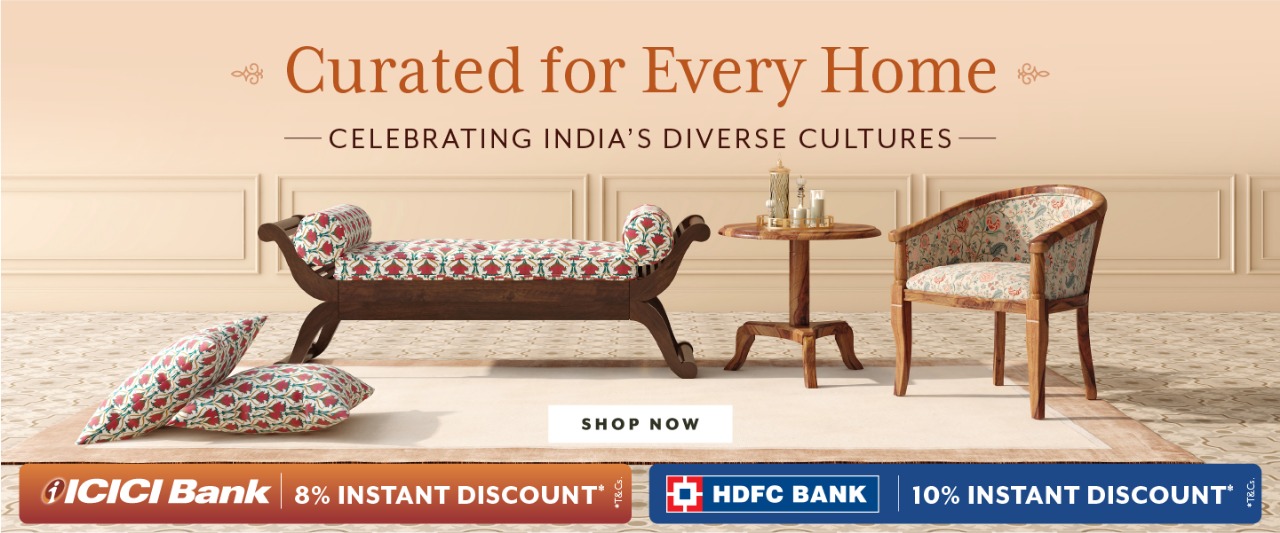 Curated for Every Home
CELEBRATING INDIA'S DIVERSE CULTURES
SHOP NOW
ICICI Bank
8% INSTANT DISCOUNT*
*T&Cs.
HDFC BANK
10% INSTANT DISCOUNT*
*T&Cs.